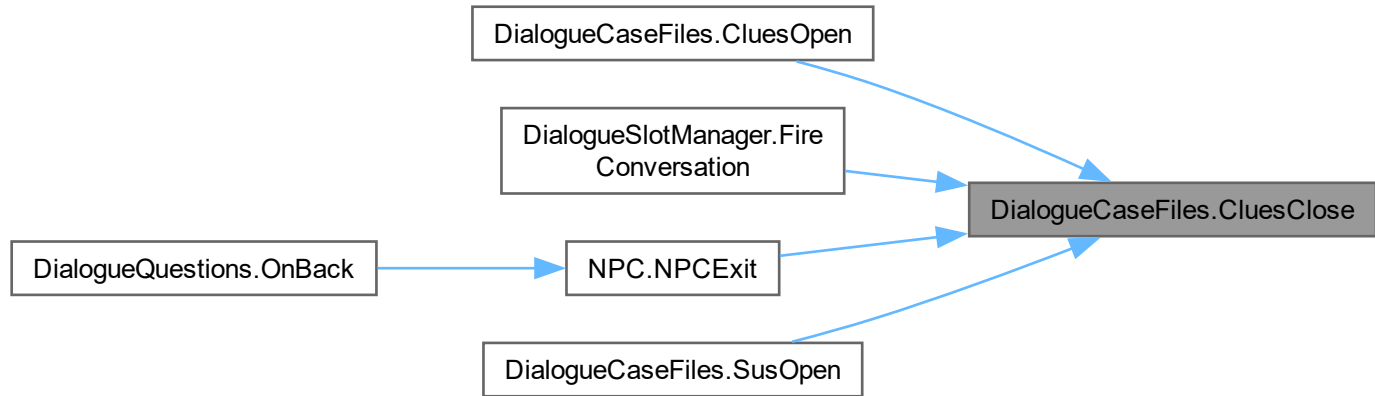 DialogueCaseFiles.CluesOpen
DialogueSlotManager.Fire
Conversation
DialogueCaseFiles.CluesClose
DialogueQuestions.OnBack
NPC.NPCExit
DialogueCaseFiles.SusOpen